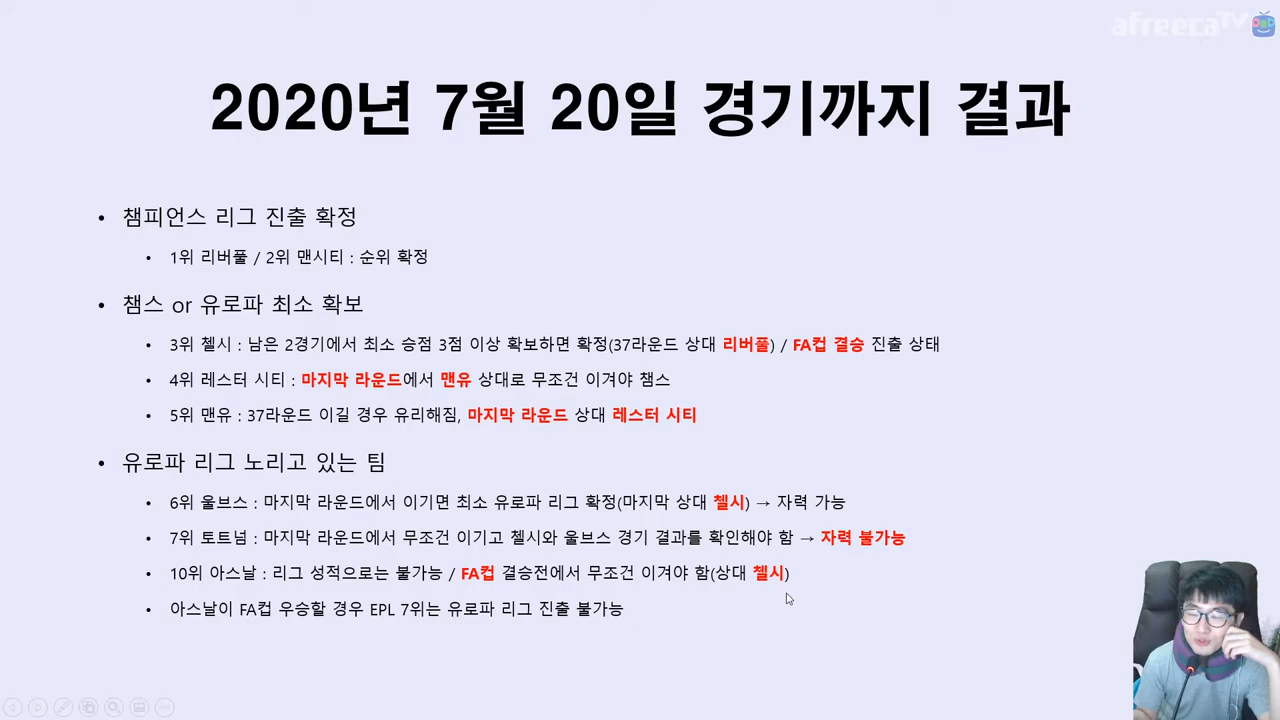 afreecaTV
2020년 7월 20일 경기까지 결과
• 챔피언스 리그 진출 확정
• 1위 리버풀 / 2위 맨시티 : 순위 확정
• 챔스 or 유로파 최소 확보
• 3위 첼시 : 남은 2경기에서 최소 승점 3점 이상 확보하면 확정(37라운드 상대 리버풀) / FA컵 결승 진출 상태
• 4위 레스터 시티 : 마지막 라운드에서 맨유 상대로 무조건 이겨야 챔스
• 5위 맨유 : 37라운드 이길 경우 유리해짐, 마지막 라운드 상대 레스터 시티
• 유로파 리그 노리고 있는 팀
• 6위 울브스 : 마지막 라운드에서 이기면 최소 유로파 리그 확정(마지막 상대 첼시) → 자력 가능
• 7위 토트넘 : 마지막 라운드에서 무조건 이기고 첼시와 울브스 경기 결과를 확인해야 함 → 자력 불가능
• 10위 아스날 : 리그 성적으로는 불가능 / FA컵 결승전에서 무조건 이겨야 함(상대 첼시)
• 아스날이 FA컵 우승할 경우 EPL 7위는 유로파 리그 진출 불가능